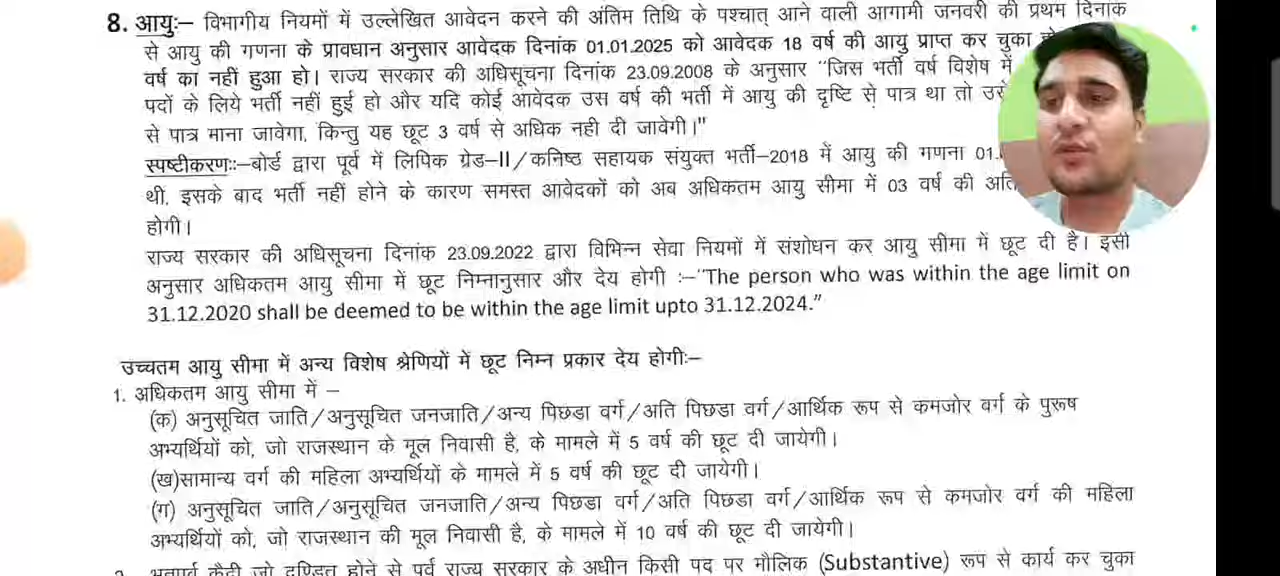 8. आयुः– विभागीय नियमों में उल्लेखित आवेदन करने की अंतिम तिथि के पश्चात् आने वाली आगामी जनवरी की प्रथम दिनांक
से आयु की गणना के प्रावधान अनुसार आवेदक दिनांक 01.01.2025 को आवेदक 18 वर्ष की आयु प्राप्त कर चुका
वर्ष का नहीं हुआ हो। राज्य सरकार की अधिसूचना दिनांक 23.09.2008 के अनुसार "जिस भर्ती वर्ष विशेष में
पदों के लिये भर्ती नहीं हुई हो और यदि कोई आवेदक उस वर्ष की भर्ती में आयु की दृष्टि से पात्र था तो
से पात्र माना जावेगा, किन्तु यह छूट 3 वर्ष से अधिक नही दी जावेगी।"
स्पष्टीकरणः–बोर्ड द्वारा पूर्व में लिपिक ग्रेड–II/कनिष्ठ सहायक संयुक्त भर्ती–2018 में आयु की गणना 01.
थी, इसके बाद भर्ती नहीं होने के कारण समस्त आवेदकों को अब अधिकतम आयु सीमा में 03 वर्ष की
होगी।
राज्य सरकार की अधिसूचना दिनांक 23.09.2022 द्वारा विभिन्न सेवा नियमों में संशोधन कर आयु सीमा में छूट दी है। इसी
अनुसार अधिकतम आयु सीमा में छूट निम्नानुसार और देय होगी :–"The person who was within the age limit on
31.12.2020 shall be deemed to be within the age limit upto 31.12.2024."
उच्चतम आयु सीमा में अन्य विशेष श्रेणियों में छूट निम्न प्रकार देय होगीः–
1. अधिकतम आयु सीमा में –
(क) अनुसूचित जाति/अनुसूचित जनजाति/अन्य पिछडा वर्ग/अति पिछडा वर्ग/आर्थिक रूप से कमजोर वर्ग के पुरूष
अभ्यर्थियों को, जो राजस्थान के मूल निवासी है, के मामले में 5 वर्ष की छूट दी जायेगी।
(ख)सामान्य वर्ग की महिला अभ्यर्थियों के मामले में 5 वर्ष की छूट दी जायेगी।
(ग) अनुसूचित जाति/अनुसूचित जनजाति/अन्य पिछडा वर्ग/अति पिछडा वर्ग/आर्थिक रूप से कमजोर वर्ग की महिला
अभ्यर्थियों को, जो राजस्थान की मूल निवासी है, के मामले में 10 वर्ष की छूट दी जायेगी।
भूतपूर्व कैदी जो दण्डित होने से पूर्व राज्य सरकार के अधीन किसी पद पर मौलिक (Substantive) रूप से कार्य कर चुका